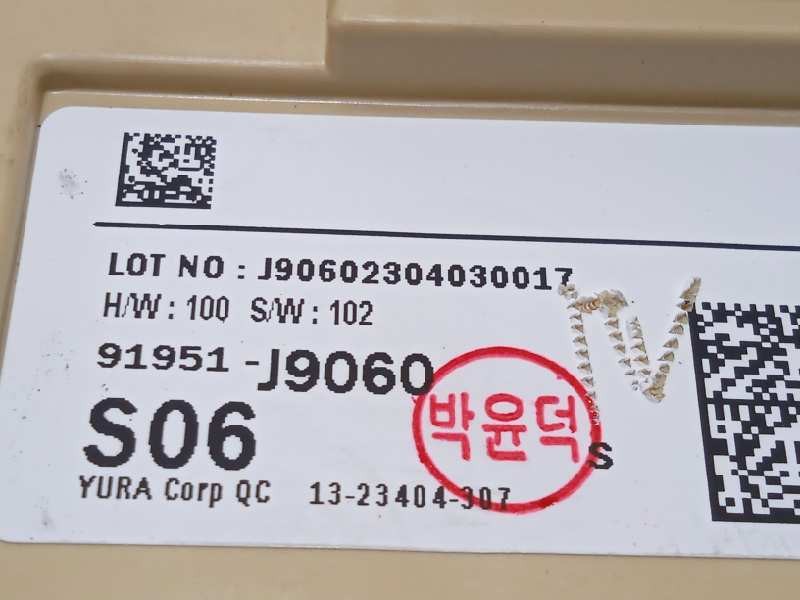 LOT NO : J90602304030017
H/W : 100 S/W : 102
91951 -J9060
S06
박윤덕
S
YURA Corp QC 13-23404-307